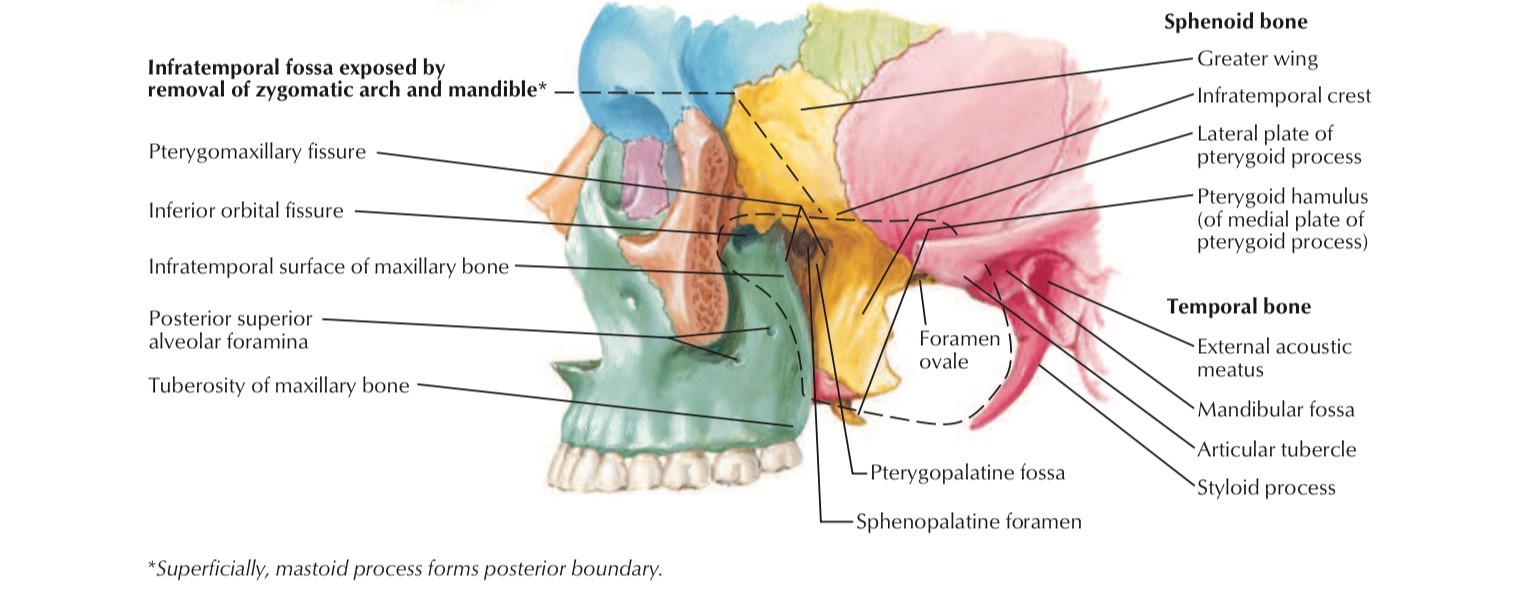 Infratemporal fossa exposed by
removal of zygomatic arch and mandible*
Pterygomaxillary fissure
Inferior orbital fissure
Infratemporal surface of maxillary bone
Posterior superior
alveolar foramina
Tuberosity of maxillary bone
Sphenoid bone
Greater wing
Infratemporal crest
Lateral plate of
pterygoid process
Pterygoid hamulus
(of medial plate of
pterygoid process)
Temporal bone
External acoustic
meatus
Mandibular fossa
Articular tubercle
Styloid process
Foramen
ovale
Pterygopalatine fossa
Sphenopalatine foramen
*Superficially, mastoid process forms posterior boundary.